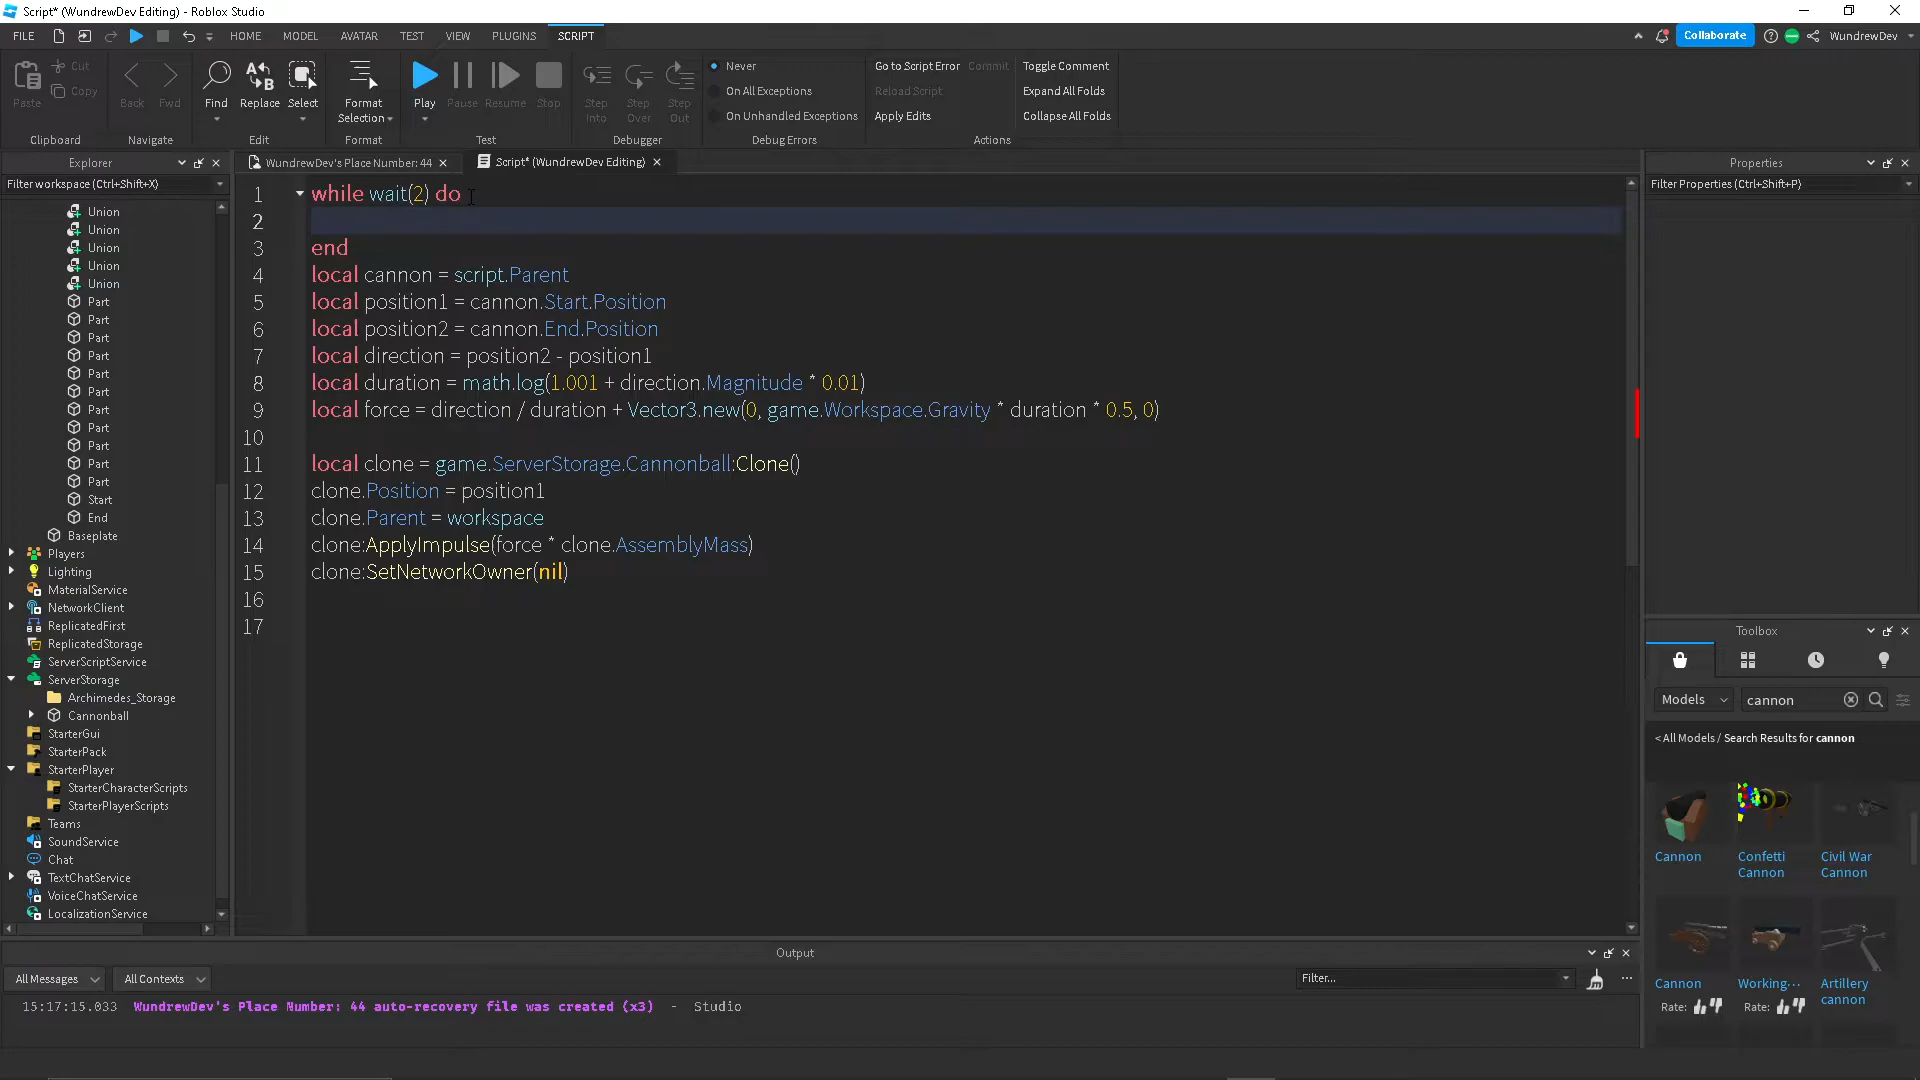 Script* (WundrewDev Editing) - Roblox Studio
FILE HOME MODEL AVATAR TEST VIEW PLUGINS SCRIPT Collaborate WundrewDev
Paste Cut Copy Back Fwd Find Replace Select Format Selection Play Pause Resume Stop Step Into Step Over Step Out
Never
On All Exceptions
On Unhandled Exceptions
Go to Script Error Commit
Reload Script
Apply Edits
Toggle Comment
Expand All Folds
Collapse All Folds
Clipboard Navigate Edit Format Test Debugger Debug Errors Actions
Explorer
Filter workspace (Ctrl+Shift+X)
Union
Union
Union
Union
Union
Part
Part
Part
Part
Part
Part
Part
Part
Part
Part
Part
Start
End
Baseplate
Players
Lighting
MaterialService
NetworkClient
ReplicatedFirst
ReplicatedStorage
ServerScriptService
ServerStorage
Archimedes_Storage
Cannonball
StarterGui
StarterPack
StarterPlayer
StarterCharacterScripts
StarterPlayerScripts
Teams
SoundService
Chat
TextChatService
VoiceChatService
LocalizationService
WundrewDev's Place Number: 44 Script* (WundrewDev Editing)
1 while wait(2) do
2
3 end
4 local cannon = script.Parent
5 local position1 = cannon.Start.Position
6 local position2 = cannon.End.Position
7 local direction = position2 - position1
8 local duration = math.log(1.001 + direction.Magnitude * 0.01)
9 local force = direction / duration + Vector3.new(0, game.Workspace.Gravity * duration * 0.5, 0)
10
11 local clone = game.ServerStorage.Cannonball:Clone()
12 clone.Position = position1
13 clone.Parent = workspace
14 clone:ApplyImpulse(force * clone.AssemblyMass)
15 clone:SetNetworkOwner(nil)
16
17
Properties
Filter Properties (Ctrl+Shift+P)
Toolbox
Models cannon
< All Models / Search Results for cannon
Cannon
Confetti Cannon
Civil War Cannon
Cannon
Rate:
Working...
Rate:
Artillery cannon
Output
All Messages All Contexts Filter... ...
15:17:15.033 WundrewDev's Place Number: 44 auto-recovery file was created (x3) - Studio